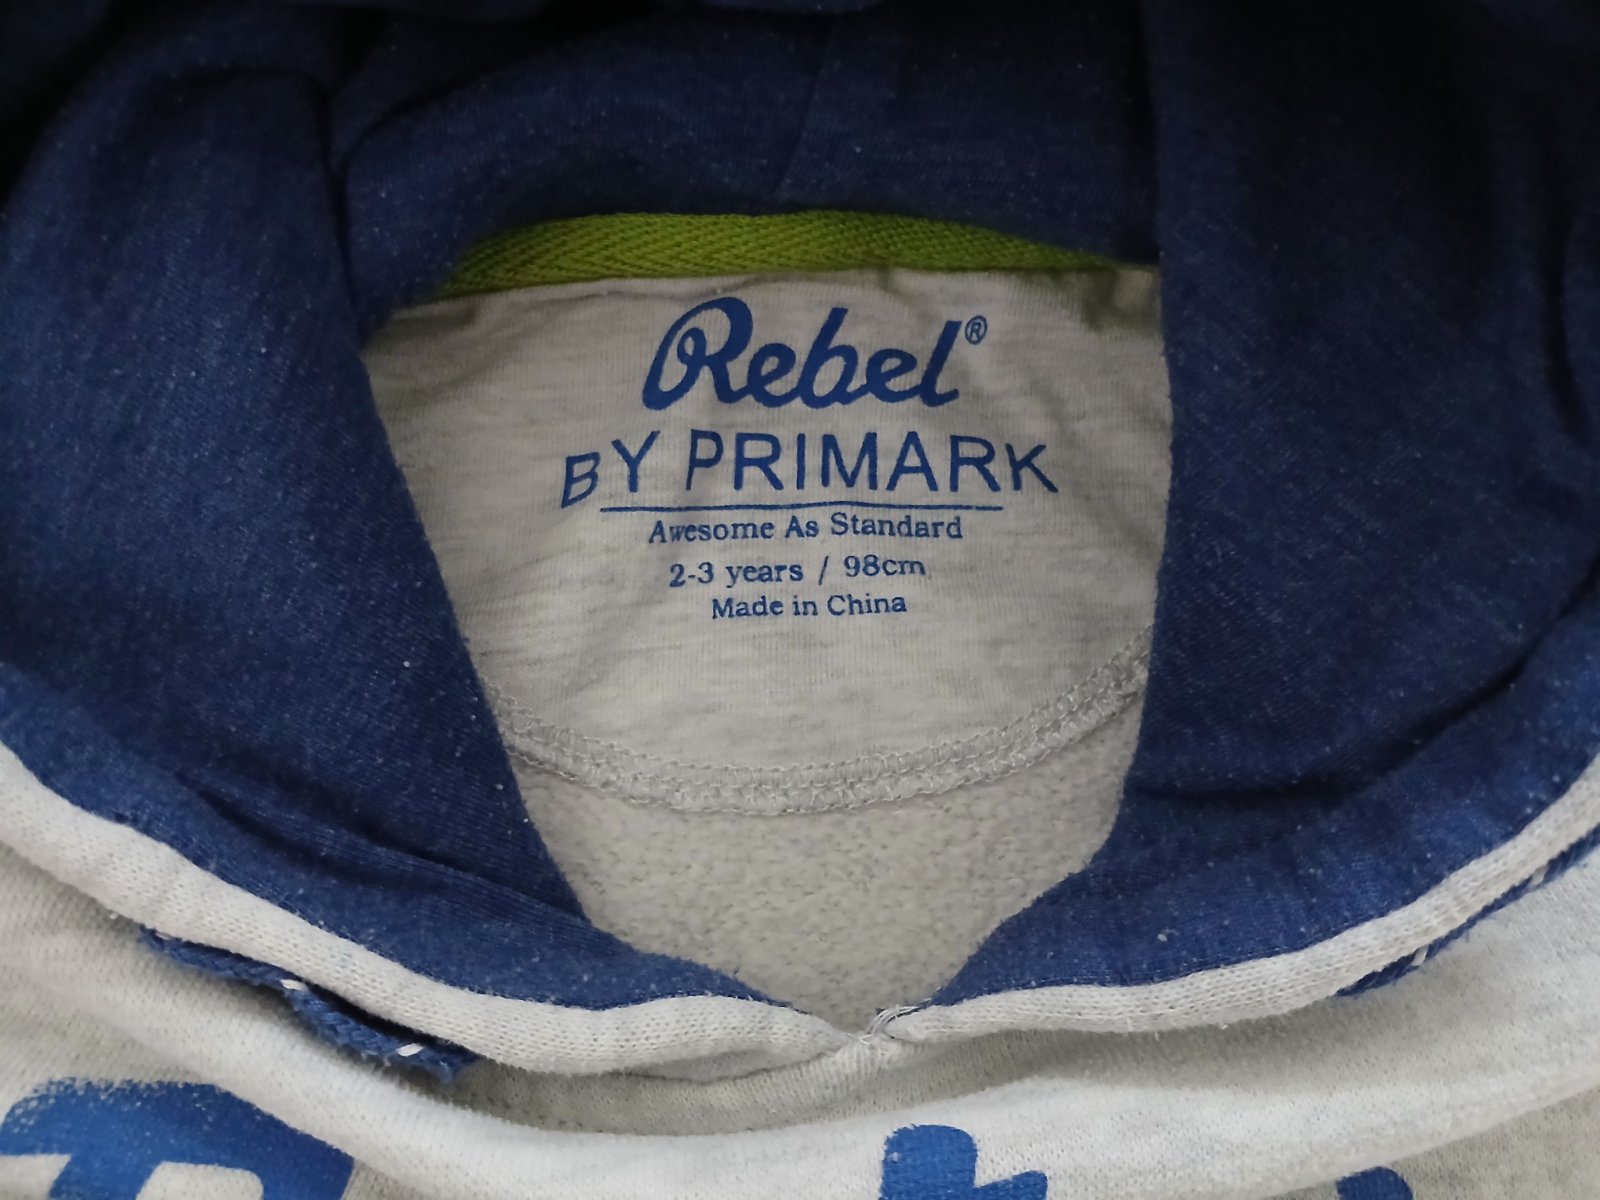 Rebel®
BY PRIMARK
Awesome As Standard
2-3 years / 98cm
Made in China